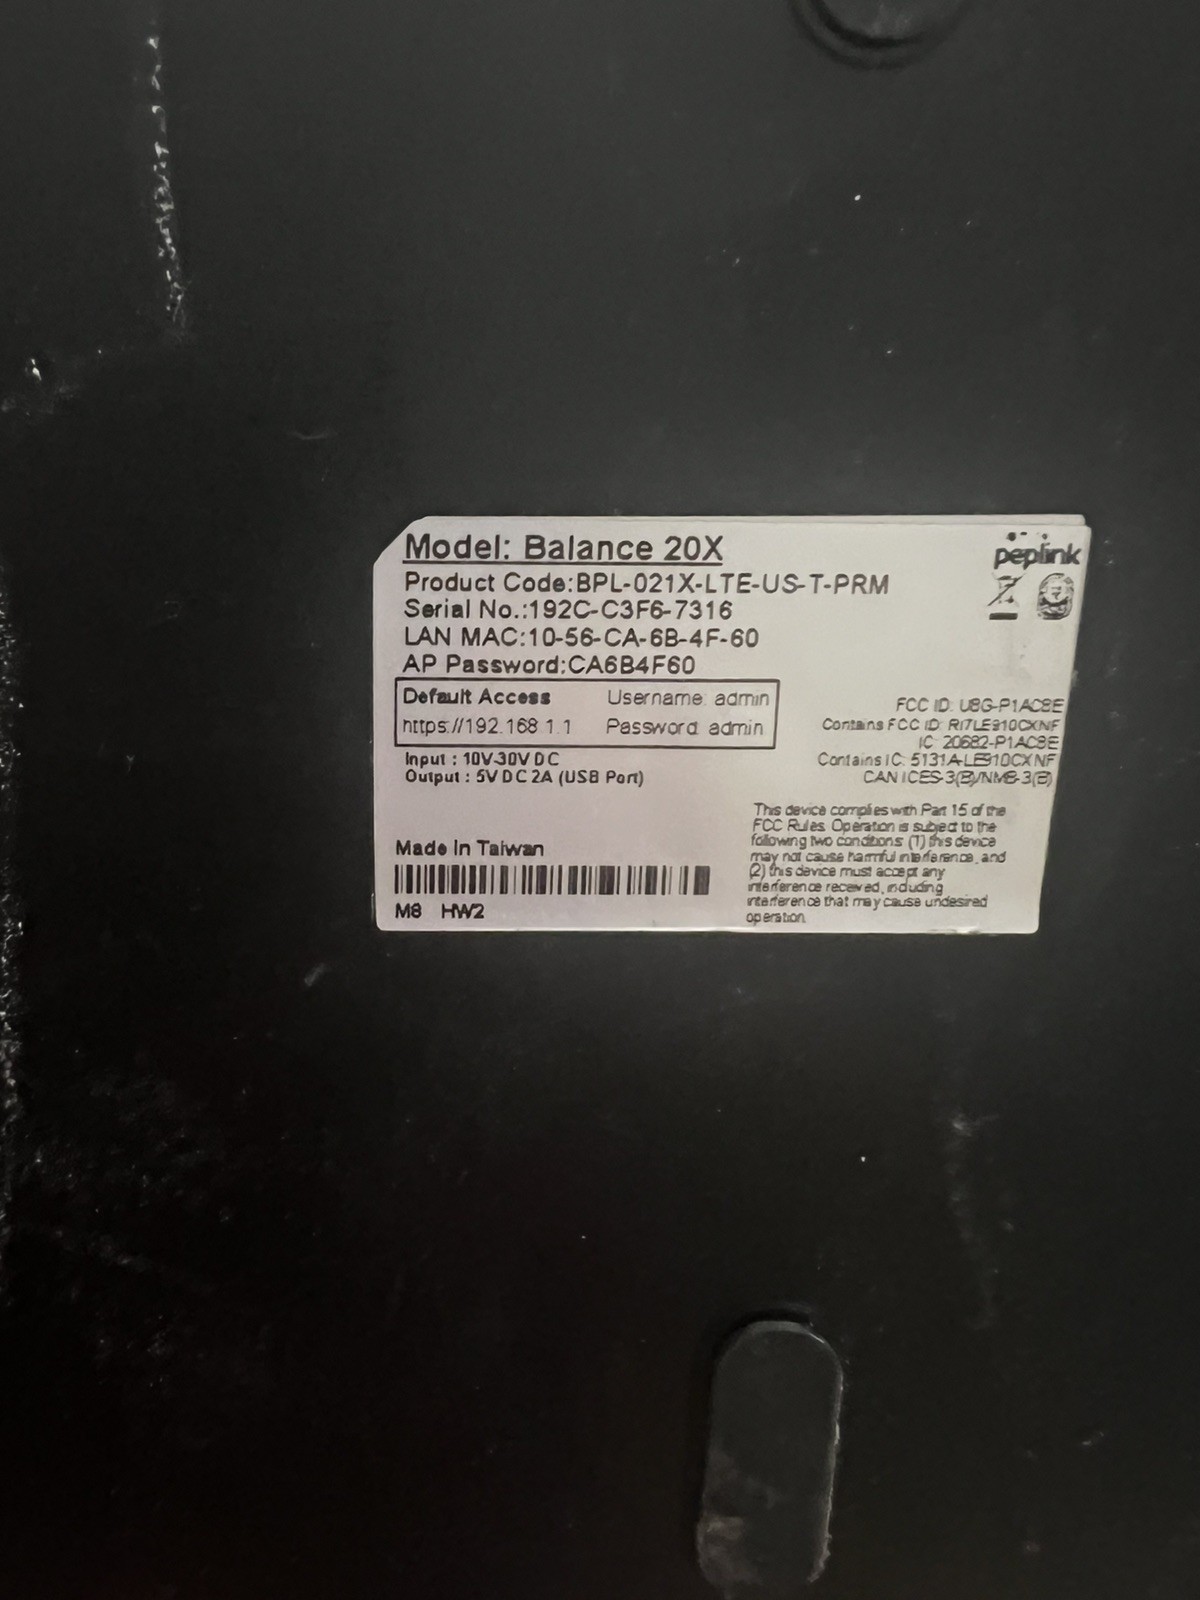 Model: Balance 20X
peplink
Product Code:BPL-021X-LTE-US-T-PRM
Serial No.:192C-C3F6-7316
LAN MAC:10-56-CA-6B-4F-60
AP Password:CA6B4F60
Default Access Username: admin
https://192.168.1.1 Password: admin
Input : 10V-30V DC
Output : 5V DC 2A (USB Port)
FCC ID: U8G-P1AC8E
Contains FCC ID: RI7LE910CXNF
IC: 20682-P1AC8E
Contains IC: 5131A-LE910CXNF
CAN ICES-3(B)/NMB-3(B)
This device complies with Part 15 of the
FCC Rules. Operation is subject to the
following two conditions: (1) this device
may not cause harmful interference, and
(2) this device must accept any
interference received, including
interference that may cause undesired
operation.
Made In Taiwan
M8 HW2